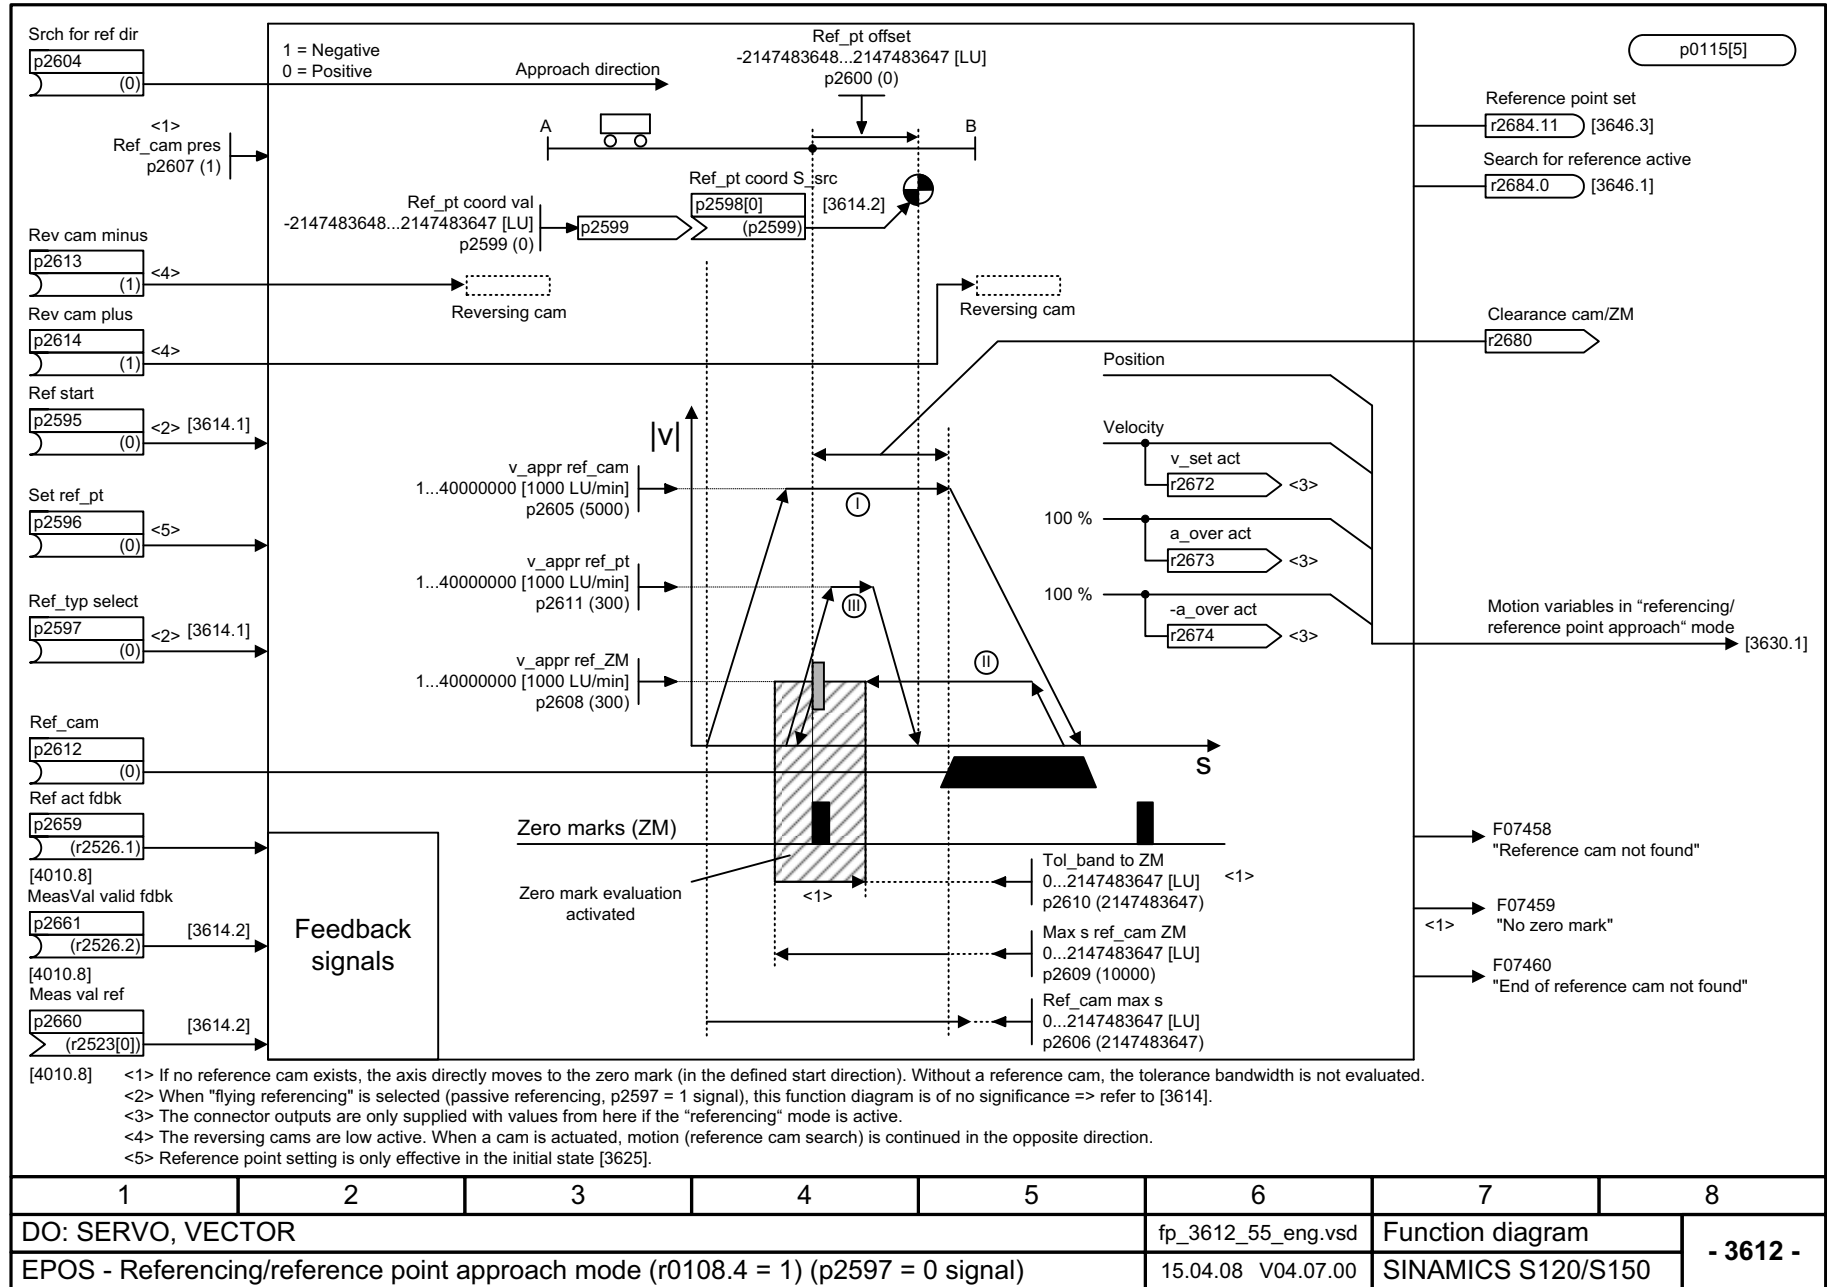 Srch for ref dir
p2604
(0)
1 = Negative
0 = Positive
Approach direction
Ref_pt offset
-2147483648...2147483647 [LU]
p2600 (0)
p0115[5]
<1>
Ref_cam pres
p2607 (1)
A
B
Reference point set
r2684.11
[3646.3]
Search for reference active
r2684.0
[3646.1]
Ref_pt coord val
-2147483648...2147483647 [LU]
p2599 (0)
p2599
Ref_pt coord S_src
p2598[0]
(p2599)
[3614.2]
Rev cam minus
p2613
(1)
<4>
Reversing cam
Reversing cam
Rev cam plus
p2614
(1)
<4>
Clearance cam/ZM
r2680
Ref start
p2595
(0)
<2> [3614.1]
Position
|v|
Velocity
v_set act
r2672
<3>
v_appr ref_cam
1...40000000 [1000 LU/min]
p2605 (5000)
I
Set ref_pt
p2596
(0)
<5>
100 %
a_over act
r2673
<3>
v_appr ref_pt
1...40000000 [1000 LU/min]
p2611 (300)
III
Ref_typ select
p2597
(0)
<2> [3614.1]
100 %
-a_over act
r2674
<3>
Motion variables in “referencing/
reference point approach“ mode
[3630.1]
v_appr ref_ZM
1...40000000 [1000 LU/min]
p2608 (300)
II
Ref_cam
p2612
(0)
s
Ref act fdbk
p2659
(r2526.1)
[4010.8]
Zero marks (ZM)
Zero mark evaluation
activated
<1>
Tol_band to ZM
0...2147483647 [LU]
p2610 (2147483647)
<1>
F07458
"Reference cam not found"
MeasVal valid fdbk
p2661
(r2526.2)
[3614.2]
[4010.8]
Feedback
signals
Max s ref_cam ZM
0...2147483647 [LU]
p2609 (10000)
<1>
F07459
"No zero mark"
F07460
"End of reference cam not found"
Meas val ref
p2660
(r2523[0])
[3614.2]
[4010.8]
Ref_cam max s
0...2147483647 [LU]
p2606 (2147483647)
<1> If no reference cam exists, the axis directly moves to the zero mark (in the defined start direction). Without a reference cam, the tolerance bandwidth is not evaluated.
<2> When "flying referencing" is selected (passive referencing, p2597 = 1 signal), this function diagram is of no significance => refer to [3614].
<3> The connector outputs are only supplied with values from here if the “referencing“ mode is active.
<4> The reversing cams are low active. When a cam is actuated, motion (reference cam search) is continued in the opposite direction.
<5> Reference point setting is only effective in the initial state [3625].
1 2 3 4 5 6 7 8
DO: SERVO, VECTOR
fp_3612_55_eng.vsd
Function diagram
- 3612 -
EPOS - Referencing/reference point approach mode (r0108.4 = 1) (p2597 = 0 signal)
15.04.08 V04.07.00
SINAMICS S120/S150